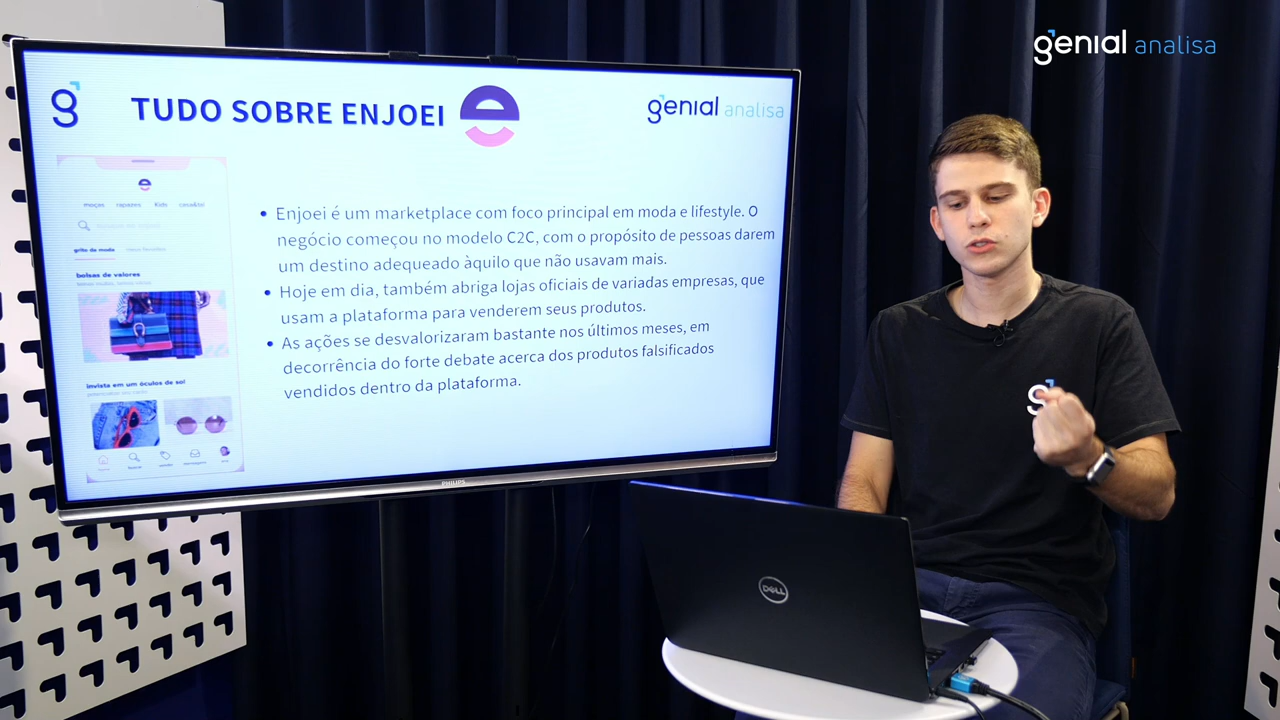 genial analisa
TUDO SOBRE ENJOEI
genial analisa
moças rapazes Kids casa&tal
grifo da moda
bolsas de valores
invista em um óculos de sol
• Enjoei é um marketplace com foco principal em moda e lifestyle. O
negócio começou no modelo C2C, com o propósito de pessoas darem
um destino adequeado àquilo que não usavam mais.
• Hoje em dia, também abriga lojas oficiais de variadas empresas, que
usam a plataforma para venderem seus produtos.
• As ações se desvalorizaram bastante nos últimos meses, em
decorrência do forte debate acerca dos produtos falsificados
vendidos dentro da plataforma.
PHILIPS
g
DELL